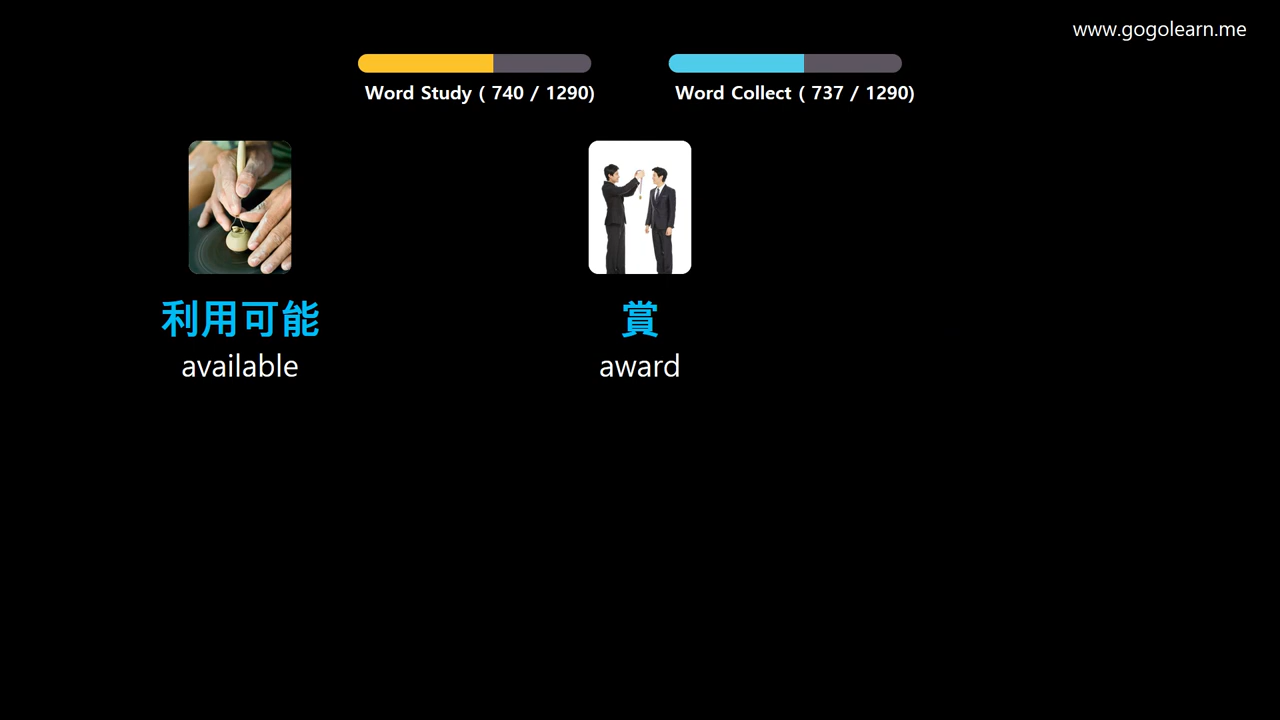 www.gogolearn.me
Word Study ( 740 / 1290)
Word Collect ( 737 / 1290)
利用可能
available
賞
award